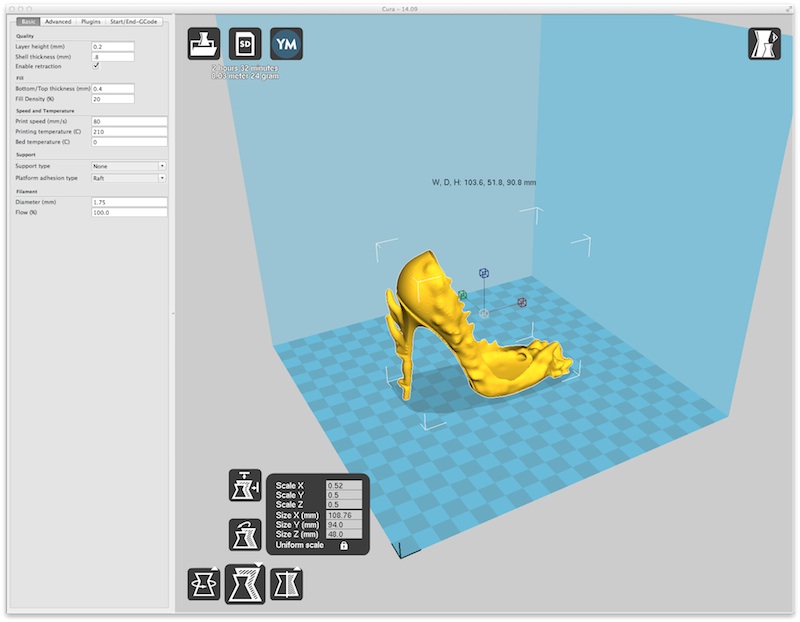 Cura - 14.09
Basic Advanced Plugins Start/End-GCode
Quality
Layer height (mm) 0.2
Shell thickness (mm) .8
Enable retraction
Fill
Bottom/Top thickness (mm) 0.4
Fill Density (%) 20
Speed and Temperature
Print speed (mm/s) 80
Printing temperature (C) 210
Bed temperature (C) 0
Support
Support type None
Platform adhesion type Raft
Filament
Diameter (mm) 1.75
Flow (%) 100.0
SD
YM
hours 32 minutes
meter 24 gram
W, D, H: 103.6, 51.8, 90.8 mm
Scale X 0.52
Scale Y 0.5
Scale Z 0.5
Size X (mm) 108.76
Size Y (mm) 94.0
Size Z (mm) 48.0
Uniform scale